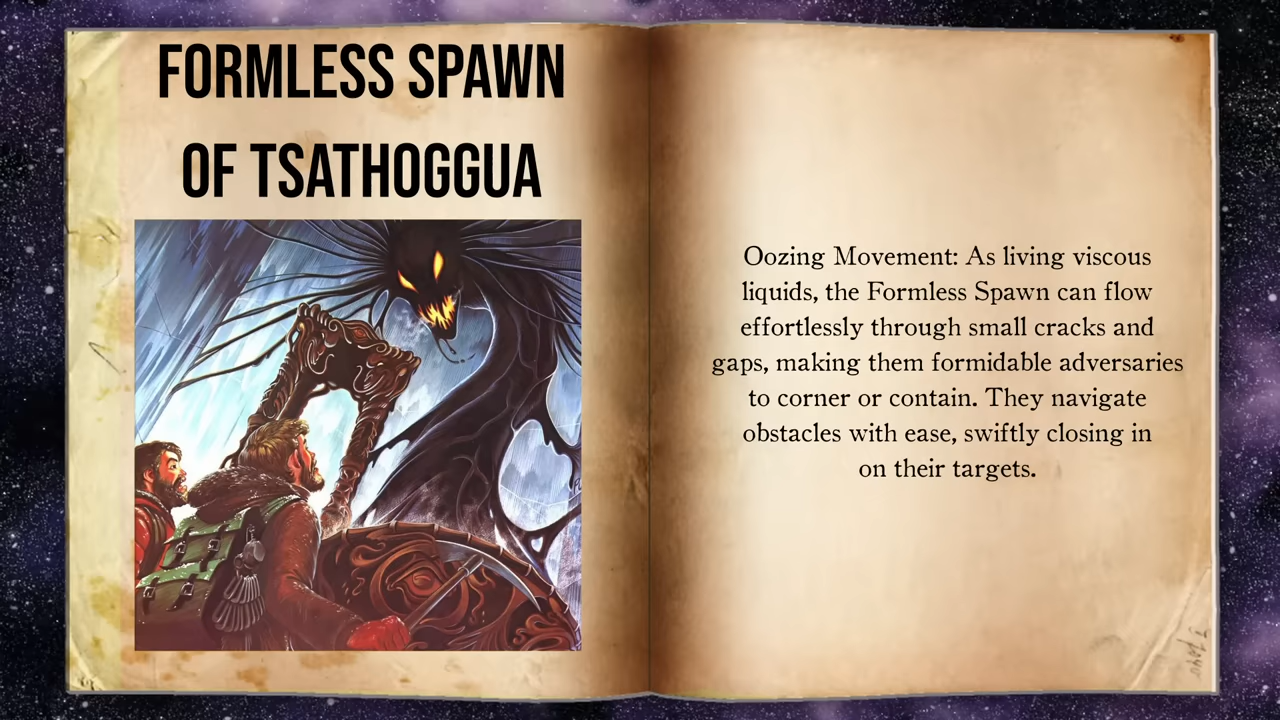 FORMLESS SPAWN
OF TSATHOGGUA
Oozing Movement: As living viscous
liquids, the Formless Spawn can flow
effortlessly through small cracks and
gaps, making them formidable adversaries
to corner or contain. They navigate
obstacles with ease, swiftly closing in
on their targets.